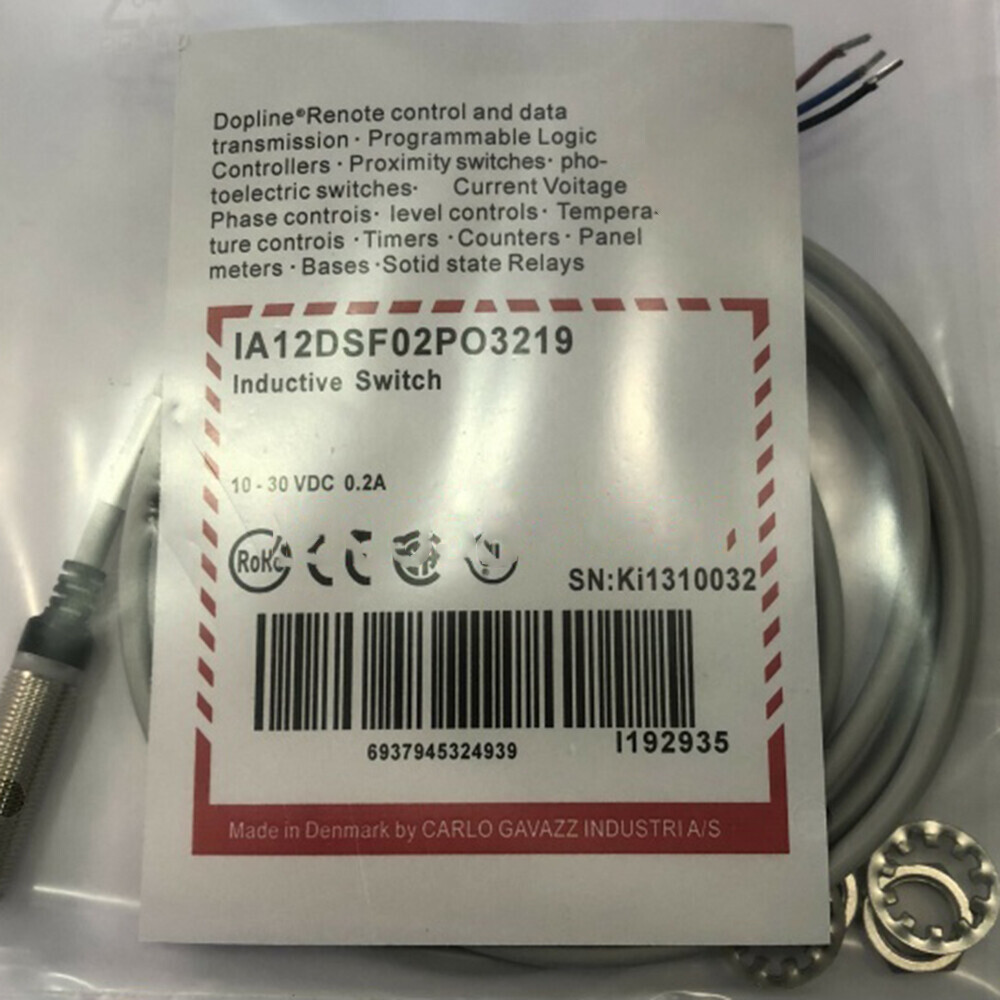 Dopline®Renote control and data
transmission · Programmable Logic
Controllers · Proximity switches· pho-
toelectric switches· Current Voitage
Phase controis· level controls· Tempera-
ture controis ·Timers ·Counters· Panel
meters ·Bases ·Sotid state Relays
IA12DSF02PO3219
Inductive Switch
10 - 30 VDC 0.2A
SN:Ki1310032
6937945324939
I192935
Made in Denmark by CARLO GAVAZZ INDUSTRI A/S